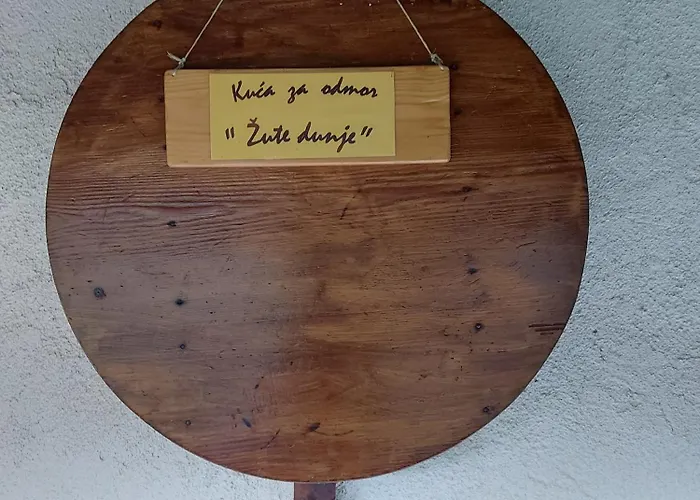 Kuća za odmor
"Žute dunje"